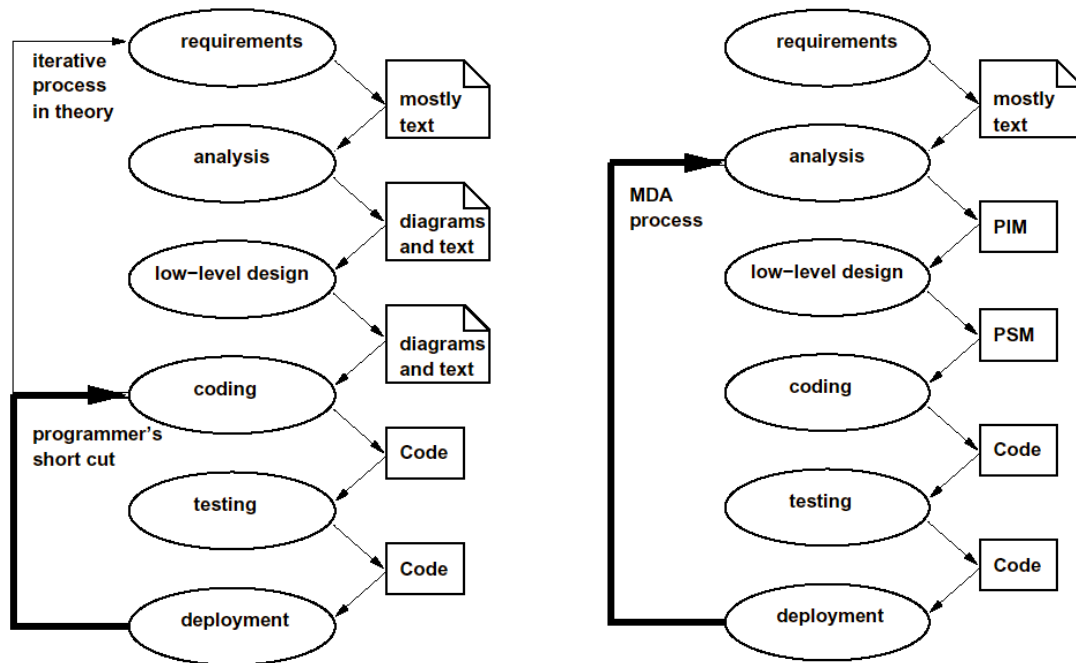 requirements
iterative
process
in theory
mostly
text
analysis
diagrams
and text
low−level design
diagrams
and text
coding
programmer's
short cut
Code
testing
Code
deployment
requirements
mostly
text
analysis
MDA
process
PIM
low−level design
PSM
coding
Code
testing
Code
deployment